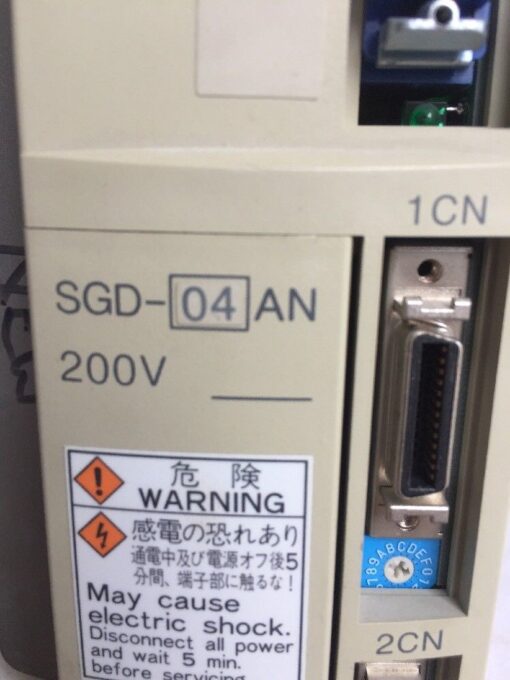 1CN
SGD-04AN
200V
危険
WARNING
感電の恐れあり
通電中及び電源オフ後5
分間、端子部に触るな!
May cause
electric shock.
Disconnect all power
and wait 5 min.
before servicing.
789ABCDEF01
2CN